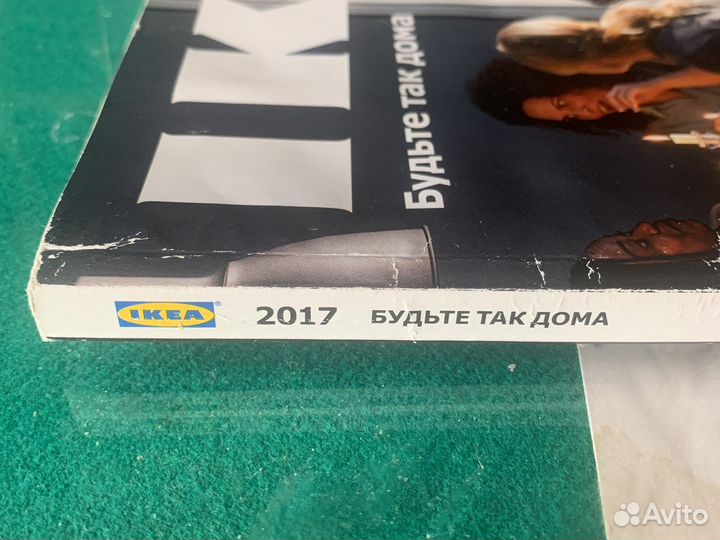 IK
Будьте так дома
IKEA® 2017 БУДЬТЕ ТАК ДОМА
Avito